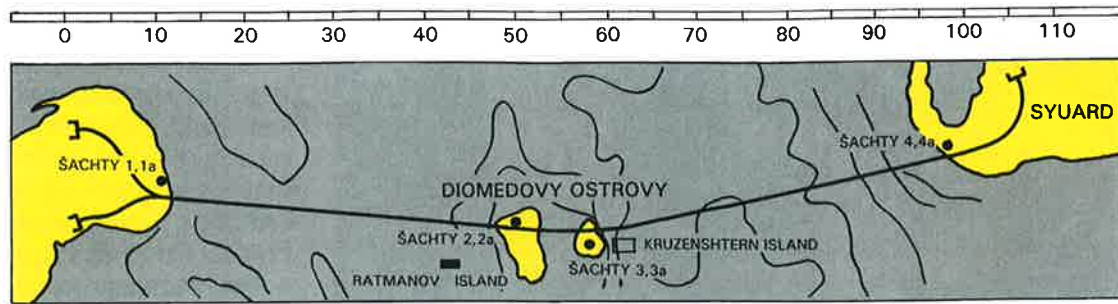 0 10 20 30 40 50 60 70 80 90 100 110
SYUARD
ŠACHTY 4,4a
ŠACHTY 1,1a
DIOMEDOVY OSTROVY
ŠACHTY 2,2a
KRUZENSHTERN ISLAND
RATMANOV ISLAND
ŠACHTY 3,3a